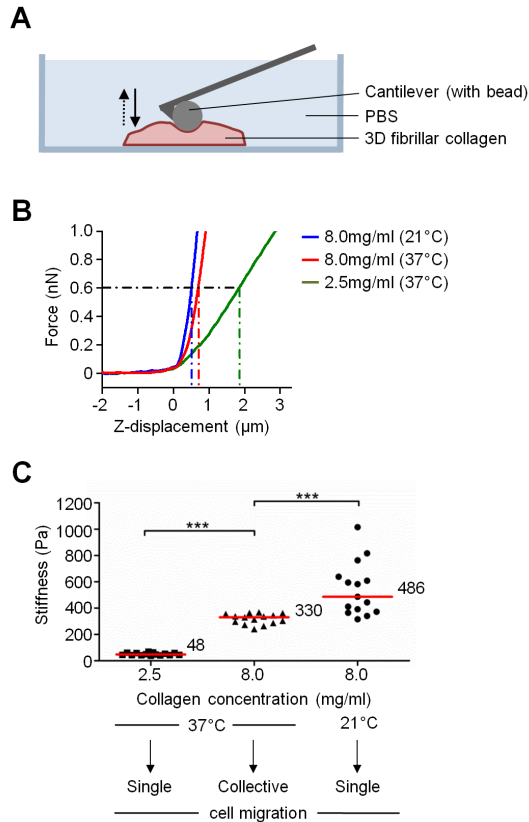 A
Cantilever (with bead)
PBS
3D fibrillar collagen
B
1.0
0.8
0.6
0.4
0.2
0
Force (nN)
-2 -1 0 1 2 3
Z-displacement (µm)
8.0mg/ml (21°C)
8.0mg/ml (37°C)
2.5mg/ml (37°C)
C
1200
1000
800
600
400
200
0
Stiffness (Pa)
***
***
48
330
486
2.5 8.0 8.0
Collagen concentration (mg/ml)
37°C 21°C
Single Collective Single
cell migration